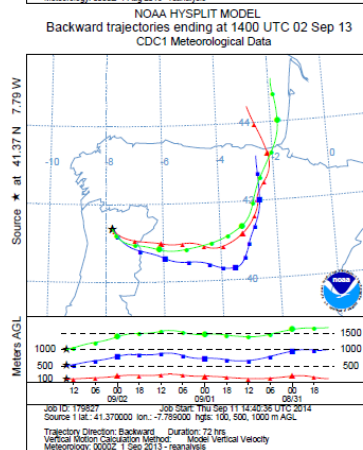 NOAA HYSPLIT MODEL
Backward trajectories ending at 1400 UTC 02 Sep 13
CDC1 Meteorological Data
Source ★ at 41.37 N 7.79 W
-10 -8 -6 -4 -2
44
42
40
NOAA
Meters AGL
1500
1000 1000
500 500
100
12 06 00 18 12 06 00 18 12 06 00 18
09/02 09/01 08/31
Job ID: 179827 Job Start: Thu Sep 11 14:40:36 UTC 2014
Source 1 lat.: 41.370000 lon.: -7.789000 hgts: 100, 500, 1000 m AGL
Trajectory Direction: Backward Duration: 72 hrs
Vertical Motion Calculation Method: Model Vertical Velocity
Meteorology: 0000Z 1 Sep 2013 - reanalysis